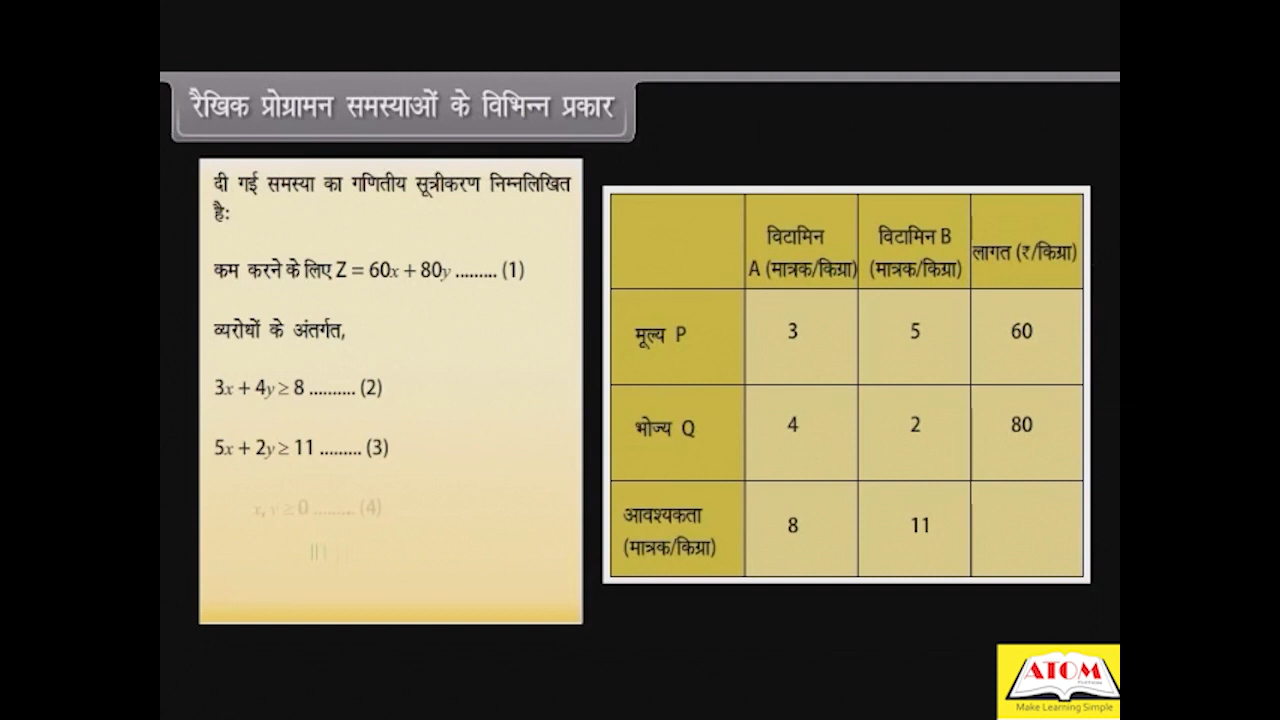 रैखिक प्रोग्रामन समस्याओं के विभिन्न प्रकार
दी गई समस्या का गणितीय सूत्रीकरण निम्नलिखित
है:
कम करने के लिए Z = 60x + 80y ......... (1)
व्यरोधों के अंतर्गत,
3x + 4y ≥ 8 .......... (2)
5x + 2y ≥ 11 ......... (3)
x, y ≥ 0 ......... (4)
विटामिन
A (मात्रक/किग्रा)
विटामिन B
(मात्रक/किग्रा)
लागत (₹/किग्रा)
मूल्य P 3 5 60
भोज्य Q 4 2 80
आवश्यकता
(मात्रक/किग्रा)
8 11
ATOM
Make Learning Simple